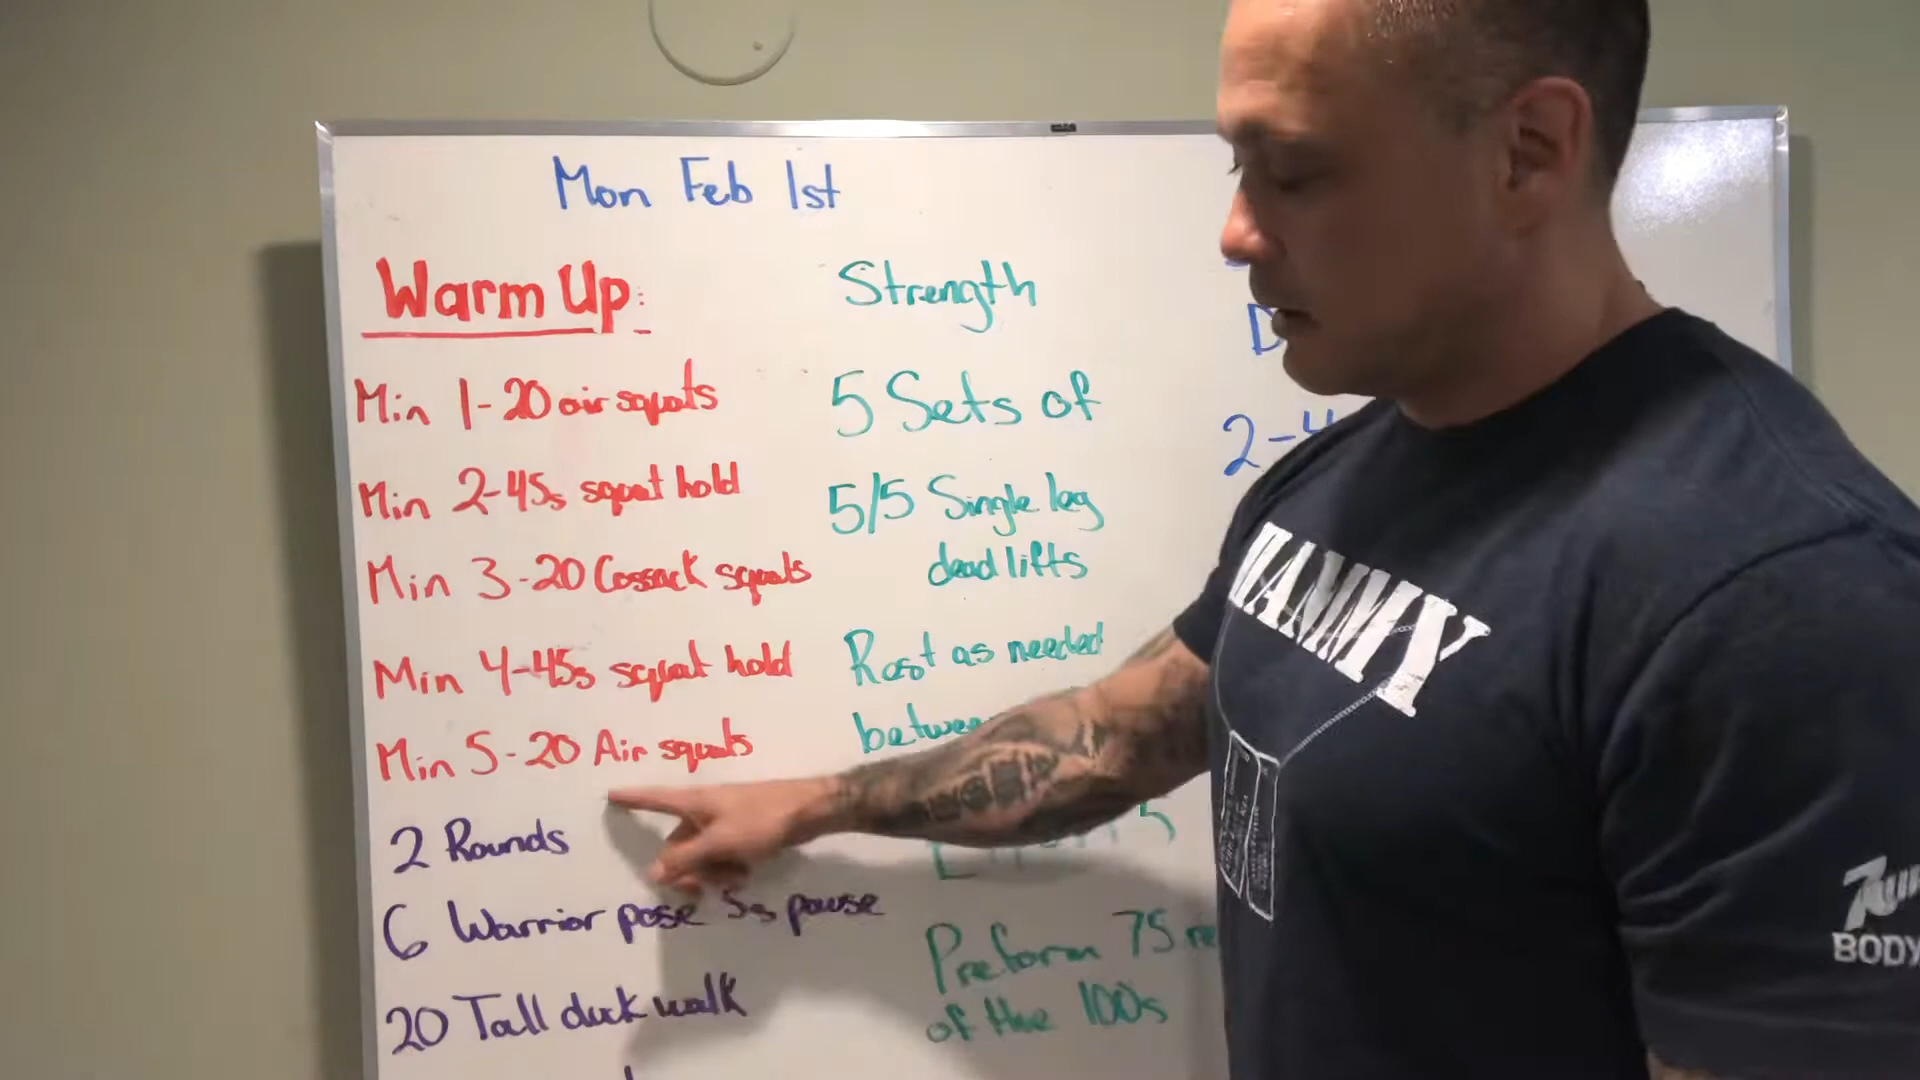 Mon Feb 1st
Warm Up:
Min 1-20 air squats
Min 2-45s squat hold
Min 3-20 Cossack squats
Min 4-45s squat hold
Min 5-20 Air squats
2 Rounds
6 Warrior pose 5s pause
20 Tall duck walk
Strength
5 Sets of
5/5 Single leg
dead lifts
Rest as needed
Preform 75
of the 100s
D
2-4
WAMMY
BODY